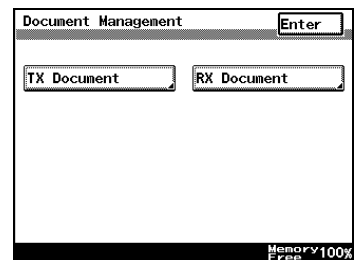 Document Management
Enter
TX Document
RX Document
Memory
Free
100%